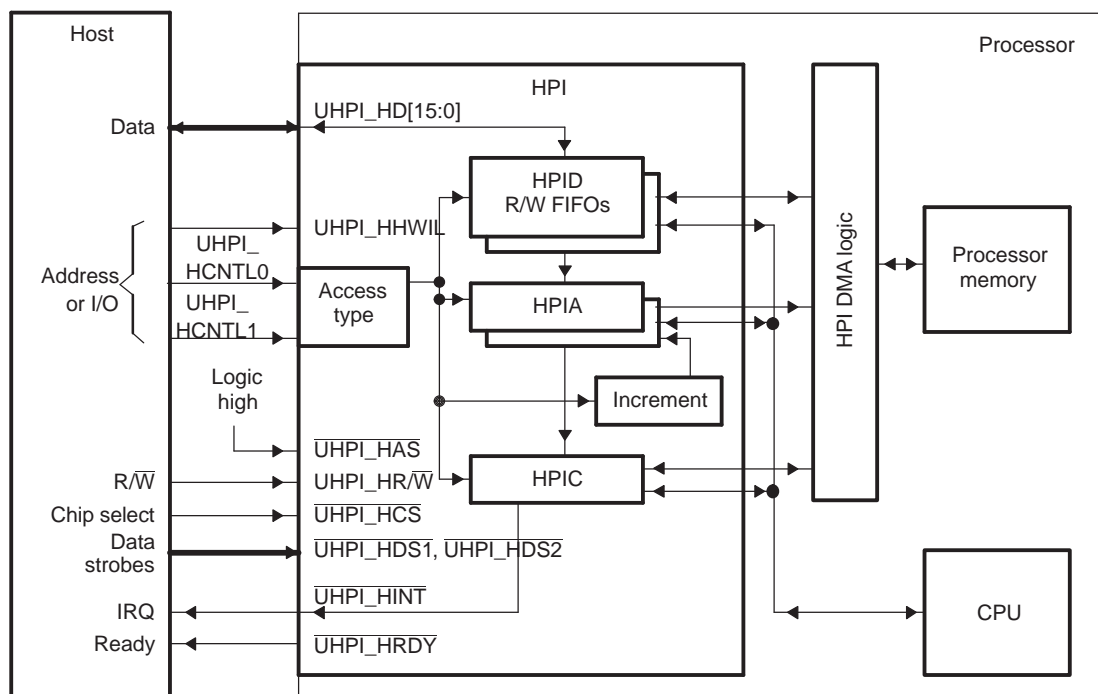 Host
Processor
HPI
Data
UHPI_HD[15:0]
HPID
R/W FIFOs
UHPI_HHWIL
UHPI_
HCNTL0
Address
or I/O
UHPI_
HCNTL1
Access
type
HPIA
HPI DMA logic
Processor
memory
Logic
high
Increment
UHPI_HAS
R/W
UHPI_HR/W
HPIC
Chip select
UHPI_HCS
Data
strobes
UHPI_HDS1, UHPI_HDS2
IRQ
UHPI_HINT
CPU
Ready
UHPI_HRDY